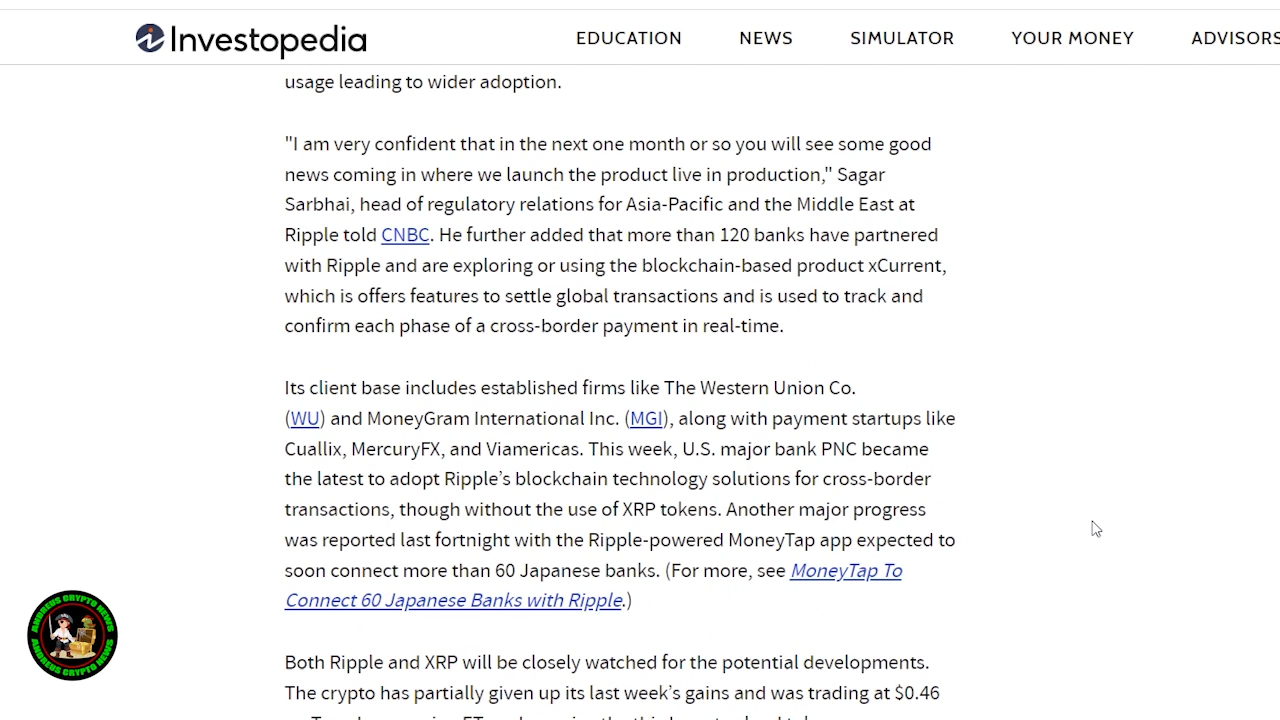 Investopedia
EDUCATION NEWS SIMULATOR YOUR MONEY ADVISORS
usage leading to wider adoption.
"I am very confident that in the next one month or so you will see some good
news coming in where we launch the product live in production," Sagar
Sarbhai, head of regulatory relations for Asia-Pacific and the Middle East at
Ripple told CNBC. He further added that more than 120 banks have partnered
with Ripple and are exploring or using the blockchain-based product xCurrent,
which is offers features to settle global transactions and is used to track and
confirm each phase of a cross-border payment in real-time.
Its client base includes established firms like The Western Union Co.
(WU) and MoneyGram International Inc. (MGI), along with payment startups like
Cuallix, MercuryFX, and Viamericas. This week, U.S. major bank PNC became
the latest to adopt Ripple’s blockchain technology solutions for cross-border
transactions, though without the use of XRP tokens. Another major progress
was reported last fortnight with the Ripple-powered MoneyTap app expected to
soon connect more than 60 Japanese banks. (For more, see MoneyTap To
Connect 60 Japanese Banks with Ripple.)
ANDREUS CRYPTO NEWS
ANDREUS CRYPTO NEWS
Both Ripple and XRP will be closely watched for the potential developments.
The crypto has partially given up its last week’s gains and was trading at $0.46